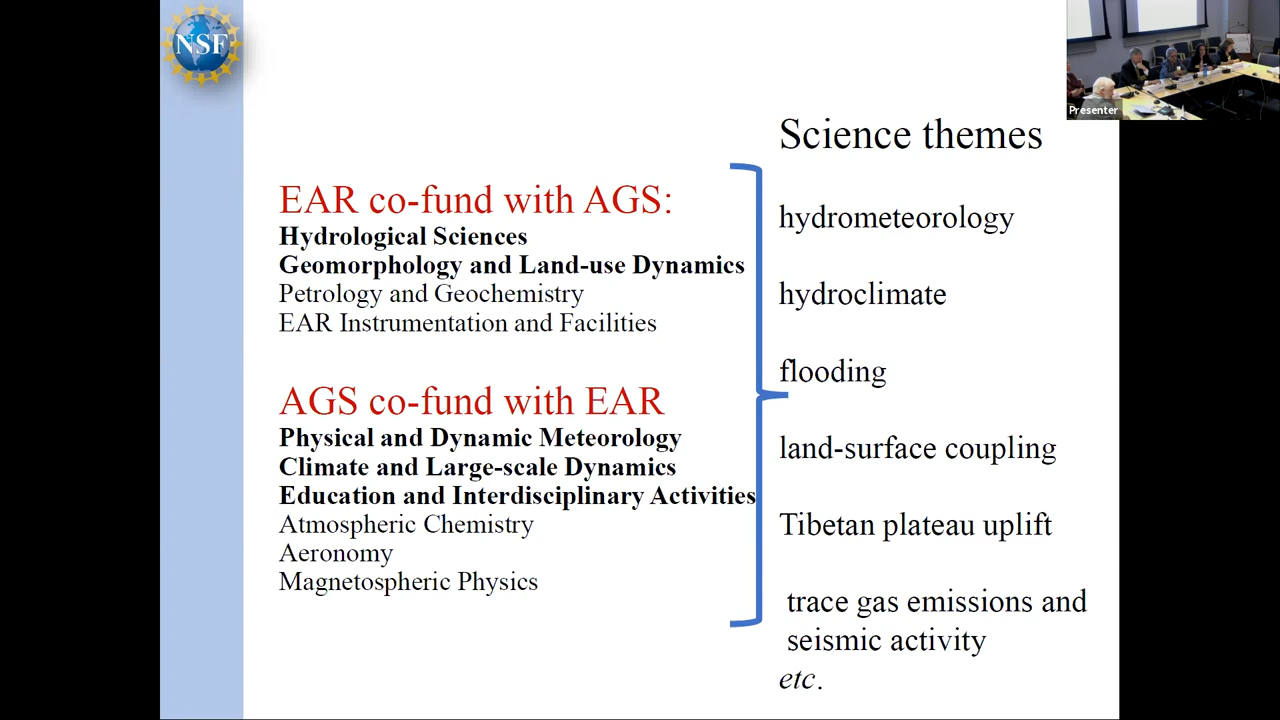 NSF
Presenter
EAR co-fund with AGS:
Hydrological Sciences
Geomorphology and Land-use Dynamics
Petrology and Geochemistry
EAR Instrumentation and Facilities
AGS co-fund with EAR
Physical and Dynamic Meteorology
Climate and Large-scale Dynamics
Education and Interdisciplinary Activities
Atmospheric Chemistry
Aeronomy
Magnetospheric Physics
Science themes
hydrometeorology
hydroclimate
flooding
land-surface coupling
Tibetan plateau uplift
trace gas emissions and
seismic activity
etc.